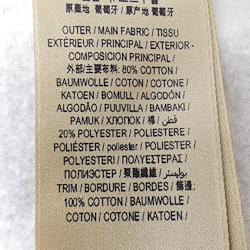 原產地 葡萄牙 / 原产地 葡萄牙
OUTER / MAIN FABRIC / TISSU
EXTÉRIEUR / PRINCIPAL / EXTERIOR -
COMPOSICIÓN PRINCIPAL /
外部/主要布料: 80% COTTON /
BAUMWOLLE / COTON / COTONE /
KATOEN / BOMULL / ALGODÓN /
ALGODÃO / PUUVILLA / BAMBAKI /
PAMUK / ХЛОПОК / 棉 / قطن
20% POLYESTER / POLIESTERE /
POLIÉSTER / poliester / POLIESTER /
POLYESTERI / ΠΟΛΥΕΣΤΕΡΑΣ /
ПОЛИЭСТЕР / 聚酯纖維 / بوليستر /
TRIM / BORDURE / BORDES / 飾邊:
100% COTTON / BAUMWOLLE /
COTON / COTONE / KATOEN /